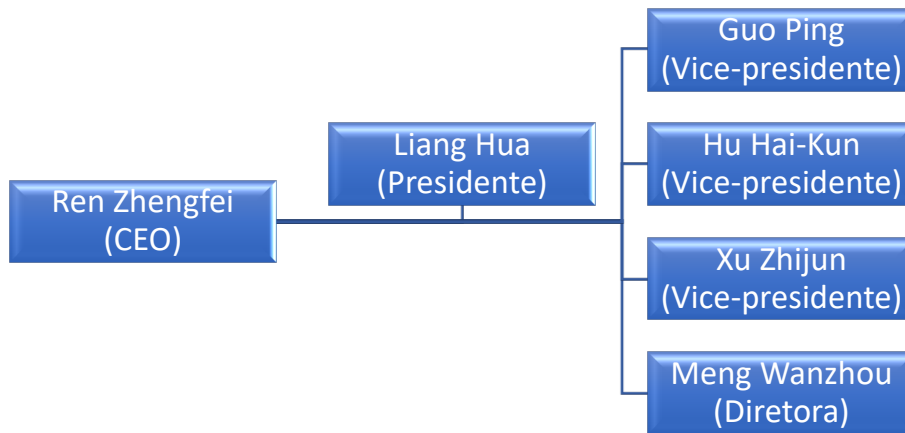 Ren Zhengfei
(CEO)
Liang Hua
(Presidente)
Guo Ping
(Vice-presidente)
Hu Hai-Kun
(Vice-presidente)
Xu Zhijun
(Vice-presidente)
Meng Wanzhou
(Diretora)